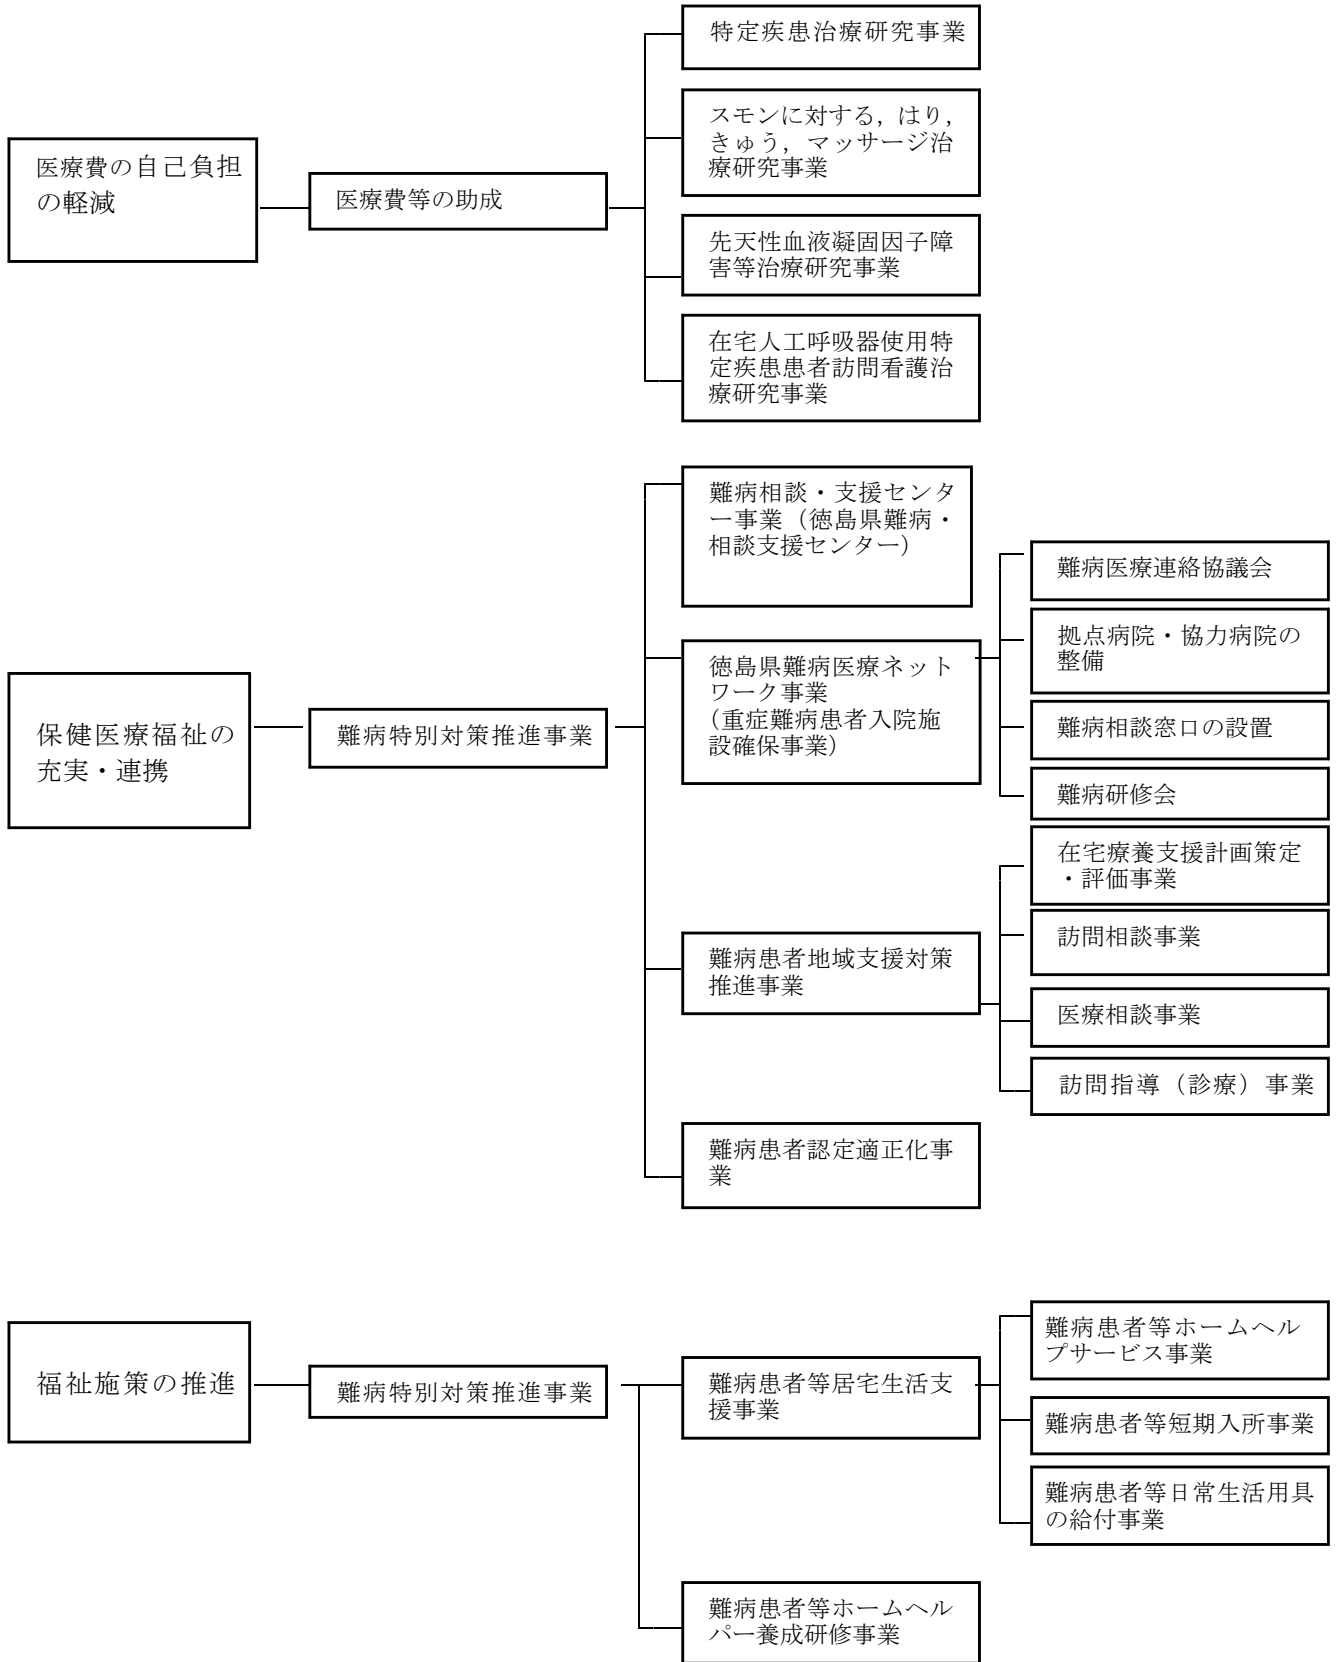 医療費の自己負担
の軽減
医療費等の助成
特定疾患治療研究事業
スモンに対する，はり，
きゅう，マッサージ治
療研究事業
先天性血液凝固因子障
害等治療研究事業
在宅人工呼吸器使用特
定疾患患者訪問看護治
療研究事業
保健医療福祉の
充実・連携
難病特別対策推進事業
難病相談・支援センタ
ー事業（徳島県難病・
相談支援センター）
徳島県難病医療ネット
ワーク事業
（重症難病患者入院施
設確保事業）
難病医療連絡協議会
拠点病院・協力病院の
整備
難病相談窓口の設置
難病研修会
難病患者地域支援対策
推進事業
在宅療養支援計画策定
・評価事業
訪問相談事業
医療相談事業
訪問指導（診療）事業
難病患者認定適正化事
業
福祉施策の推進
難病特別対策推進事業
難病患者等居宅生活支
援事業
難病患者等ホームヘル
プサービス事業
難病患者等短期入所事業
難病患者等日常生活用具
の給付事業
難病患者等ホームヘル
パー養成研修事業